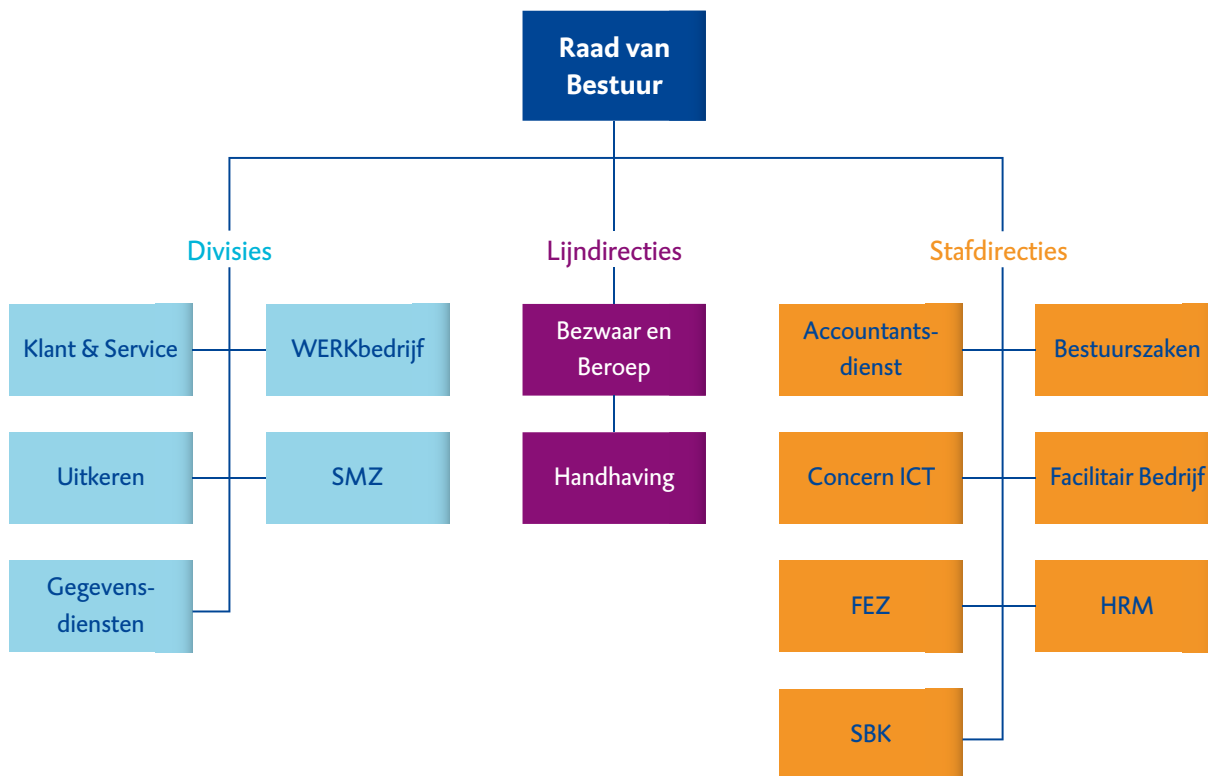 Raad van
Bestuur
Divisies
Lijndirecties
Stafdirecties
Klant & Service
WERKbedrijf
Uitkeren
SMZ
Gegevens-
diensten
Bezwaar en
Beroep
Handhaving
Accountants-
dienst
Bestuurszaken
Concern ICT
Facilitair Bedrijf
FEZ
HRM
SBK